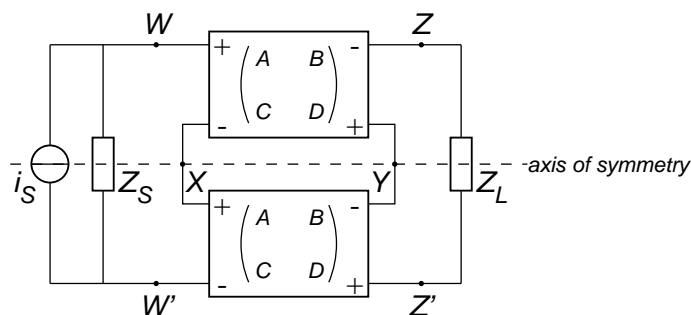 W Z
+ A B -
C D
- +
i_S Z_S X Y Z_L axis of symmetry
+ A B -
C D
- +
W' Z'